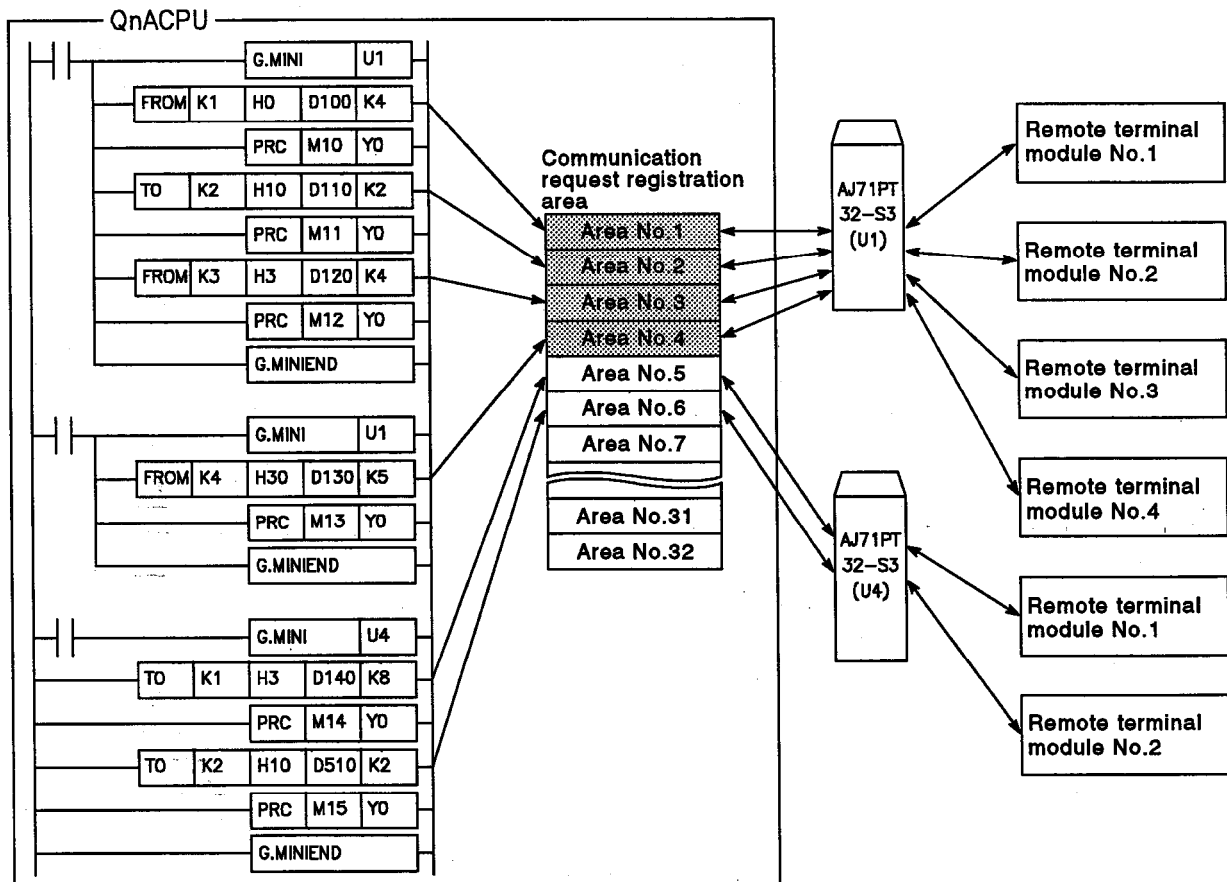 QnACPU
G.MINI U1
FROM K1 H0 D100 K4
PRC M10 Y0
TO K2 H10 D110 K2
PRC M11 Y0
FROM K3 H3 D120 K4
PRC M12 Y0
G.MINIEND
G.MINI U1
FROM K4 H30 D130 K5
PRC M13 Y0
G.MINIEND
G.MINI U4
TO K1 H3 D140 K8
PRC M14 Y0
TO K2 H10 D510 K2
PRC M15 Y0
G.MINIEND
Communication
request registration
area
Area No.1
Area No.2
Area No.3
Area No.4
Area No.5
Area No.6
Area No.7
Area No.31
Area No.32
AJ71PT
32-S3
(U1)
AJ71PT
32-S3
(U4)
Remote terminal
module No.1
Remote terminal
module No.2
Remote terminal
module No.3
Remote terminal
module No.4
Remote terminal
module No.1
Remote terminal
module No.2